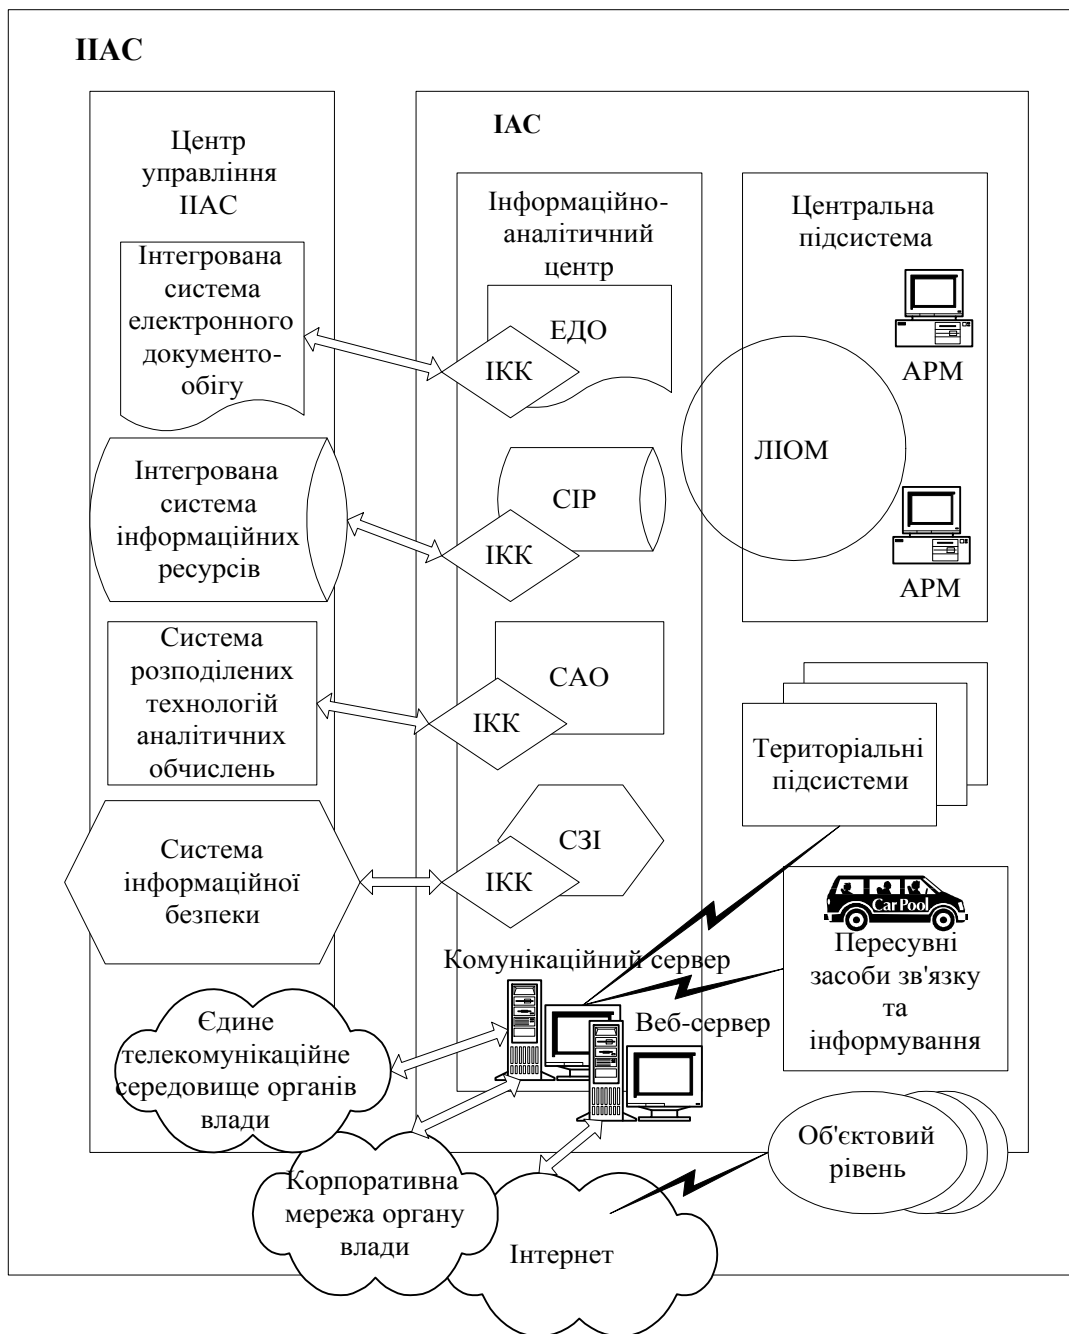 ІІАС
Центр
управління
ІІАС
Інтегрована
система
електронного
документо-
обігу
Інтегрована
система
інформаційних
ресурсів
Система
розподілених
технологій
аналітичних
обчислень
Система
інформаційної
безпеки
Єдине
телекомунікаційне
середовище органів
влади
Корпоративна
мережа органу
влади
Інтернет
ІАС
Інформаційно-
аналітичний
центр
ЕДО
ІКК
СІР
ІКК
САО
ІКК
СЗІ
ІКК
Комунікаційний сервер
Веб-сервер
Центральна
підсистема
АРМ
ЛІОМ
АРМ
Територіальні
підсистеми
Car Pool
Пересувні
засоби зв'язку
та
інформування
Об'єктовий
рівень